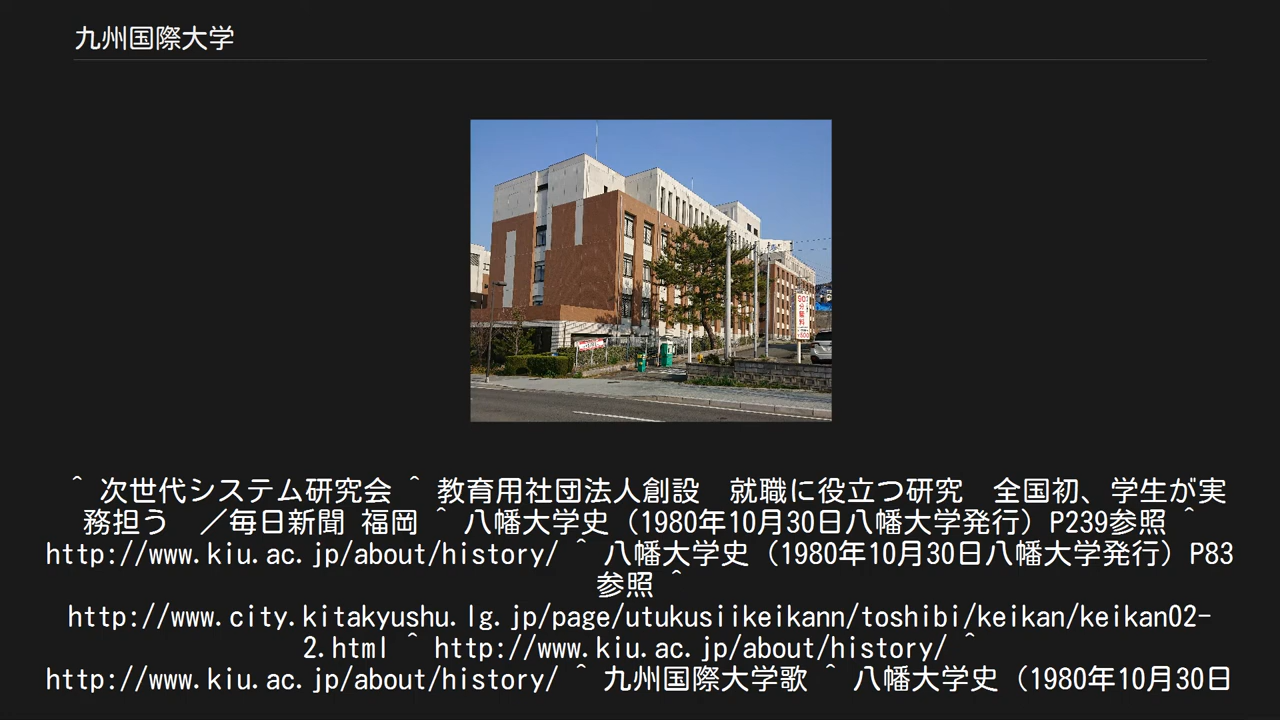 九州国際大学
90
分無料
^ 次世代システム研究会 ^ 教育用社団法人創設　就職に役立つ研究　全国初、学生が実
務担う　／毎日新聞 福岡 ^ 八幡大学史（1980年10月30日八幡大学発行）P239参照 ^
http://www.kiu.ac.jp/about/history/ ^ 八幡大学史（1980年10月30日八幡大学発行）P83
参照 ^
http://www.city.kitakyushu.lg.jp/page/utukusiikeikann/toshibi/keikan/keikan02-
2.html ^ http://www.kiu.ac.jp/about/history/ ^
http://www.kiu.ac.jp/about/history/ ^ 九州国際大学歌 ^ 八幡大学史（1980年10月30日